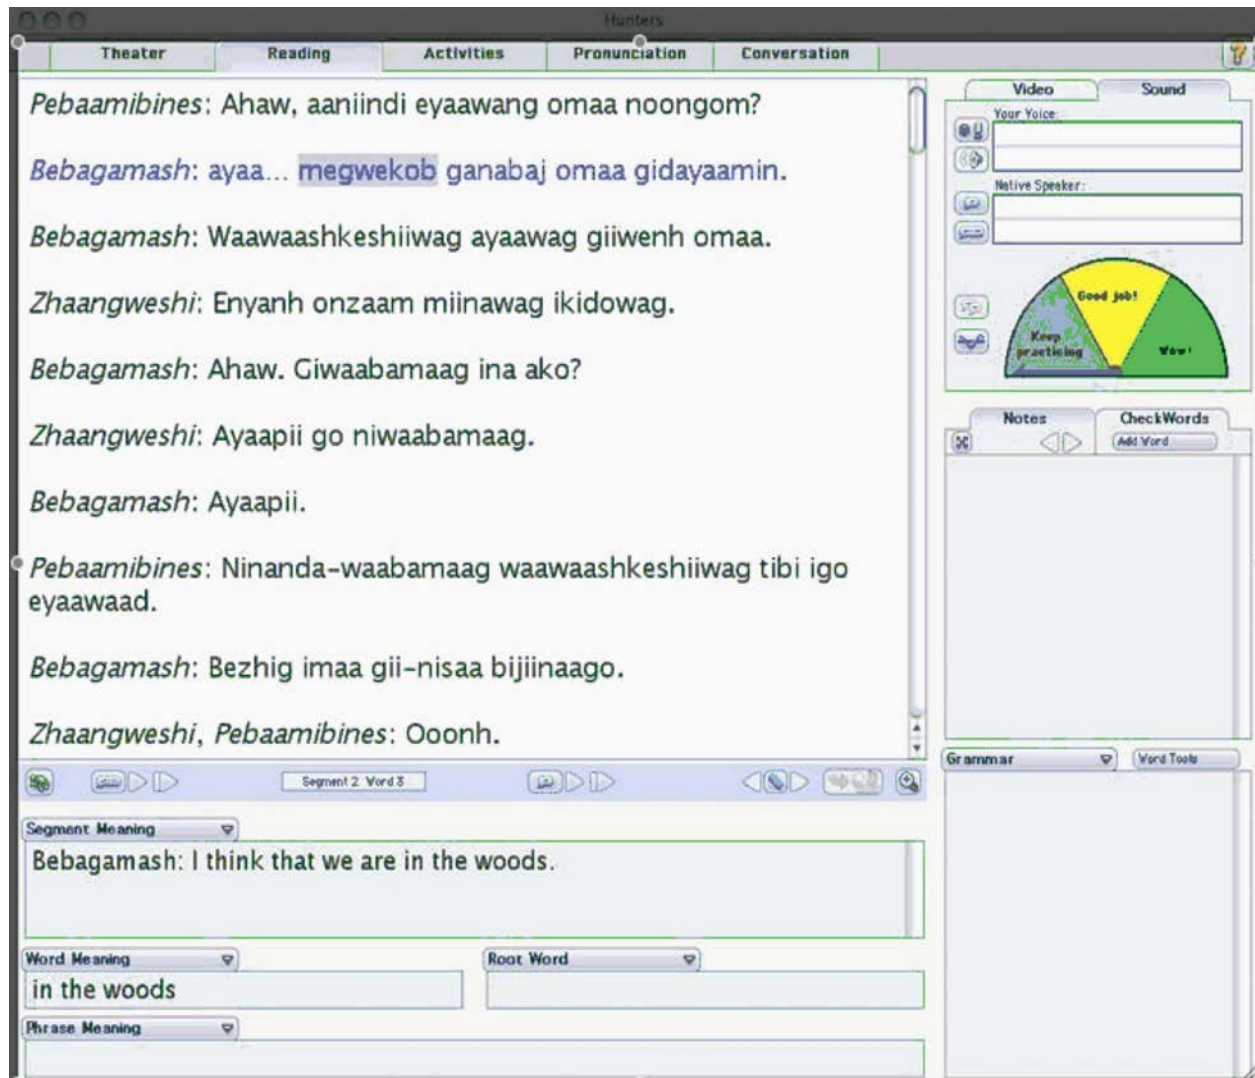 Hunters
Theater Reading Activities Pronunciation Conversation
Pebaamibines: Ahaw, aaniindi eyaawang omaa noongom?
Bebagamash: ayaa... megwekob ganabaj omaa gidayaamin.
Bebagamash: Waawaashkeshiiwag ayaawag giiwenh omaa.
Zhaangweshi: Enyanh onzaam miinawag ikidowag.
Bebagamash: Ahaw. Giwaabamaag ina ako?
Zhaangweshi: Ayaapii go niwaabamaag.
Bebagamash: Ayaapii.
Pebaamibines: Ninanda-waabamaag waawaashkeshiiwag tibi igo
eyaawaad.
Bebagamash: Bezhig imaa gii-nisaa bijiinaago.
Zhaangweshi, Pebaamibines: Ooonh.
Segment 2 Word 3
Segment Meaning
Bebagamash: I think that we are in the woods.
Word Meaning
in the woods
Root Word
Phrase Meaning
Video Sound
Your Voice:
Native Speaker:
Keep
practicing
Good job!
Wow!
Notes CheckWords
Add Word
Grammar
Word Tools